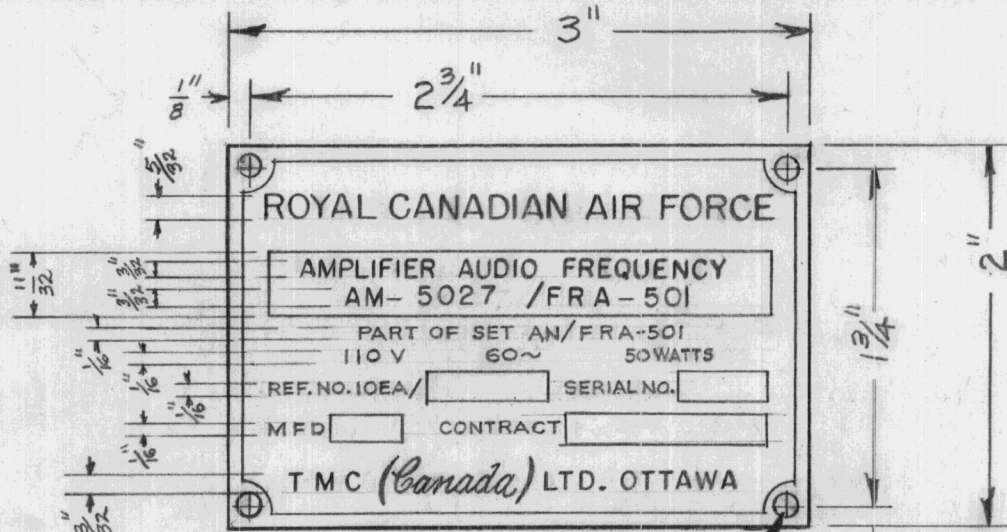 3"
2 3/4"
1/8"
5/32"
ROYAL CANADIAN AIR FORCE
11"/32
3/32"
3/32"
AMPLIFIER AUDIO FREQUENCY
AM-5027 /FRA-501
2"
1 3/4"
PART OF SET AN/FRA-501
1/16"
110 V 60~ 50 WATTS
1/16"
REF. NO. 10EA/ SERIAL NO.
1/16"
MFD CONTRACT
1/16"
TMC (Canada) LTD. OTTAWA
3/32"